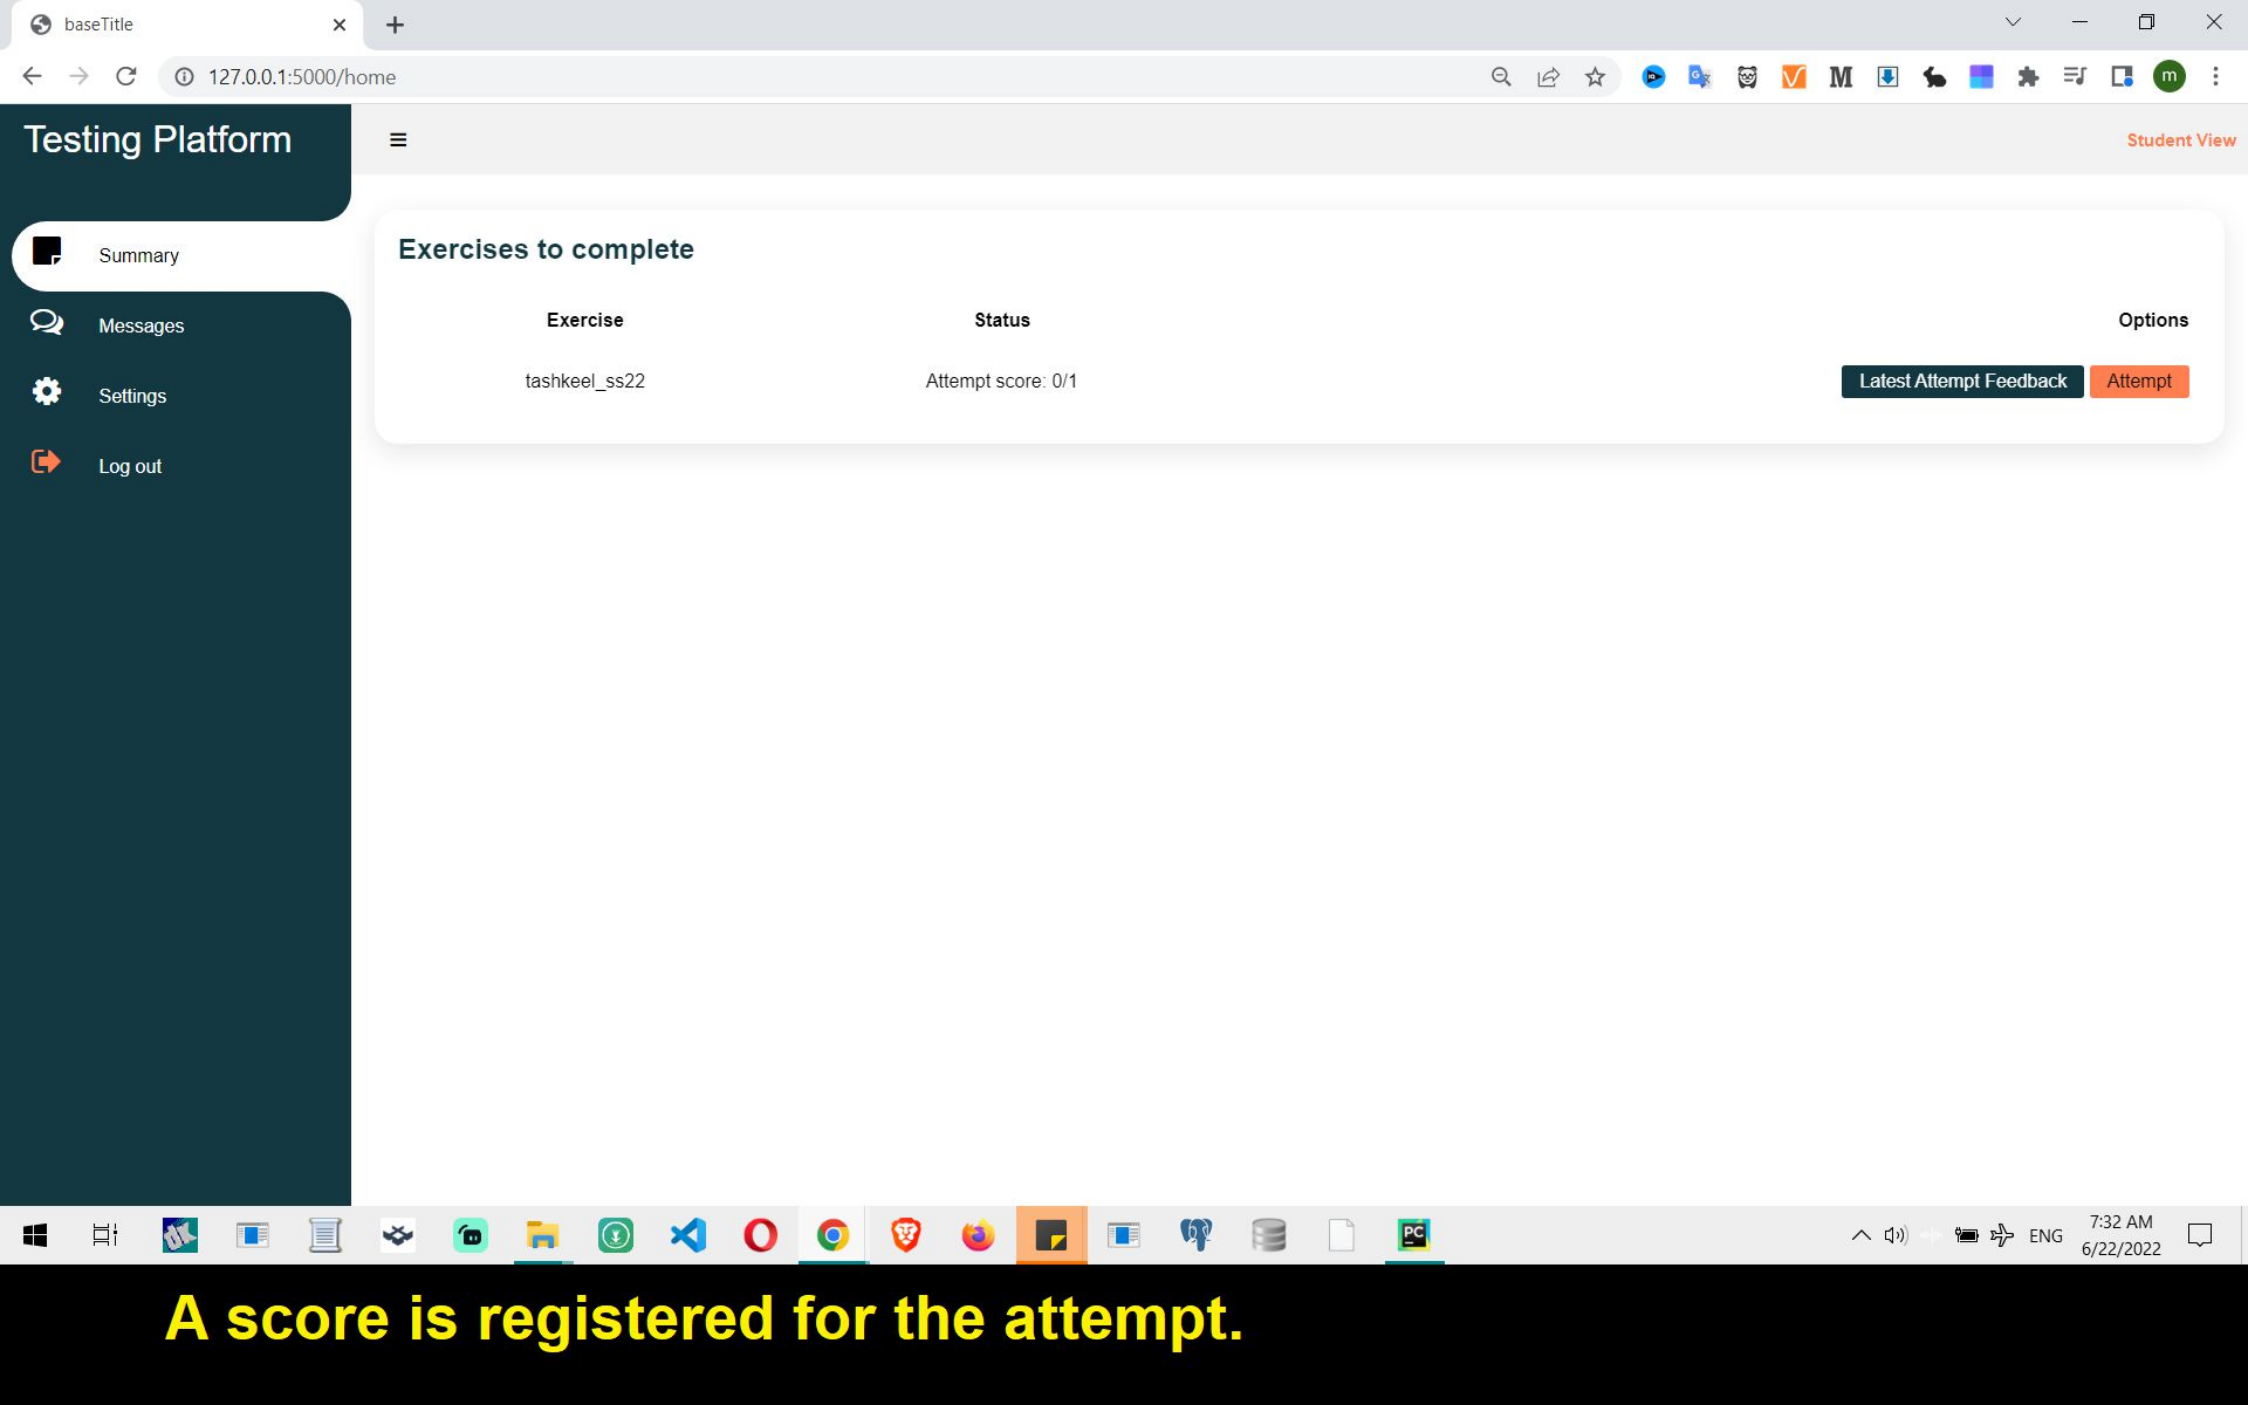 baseTitle
127.0.0.1:5000/home
m
Testing Platform
Student View
Summary
Messages
Settings
Log out
Exercises to complete
Exercise Status Options
tashkeel_ss22 Attempt score: 0/1 Latest Attempt Feedback Attempt
PC
ENG
7:32 AM
6/22/2022
A score is registered for the attempt.